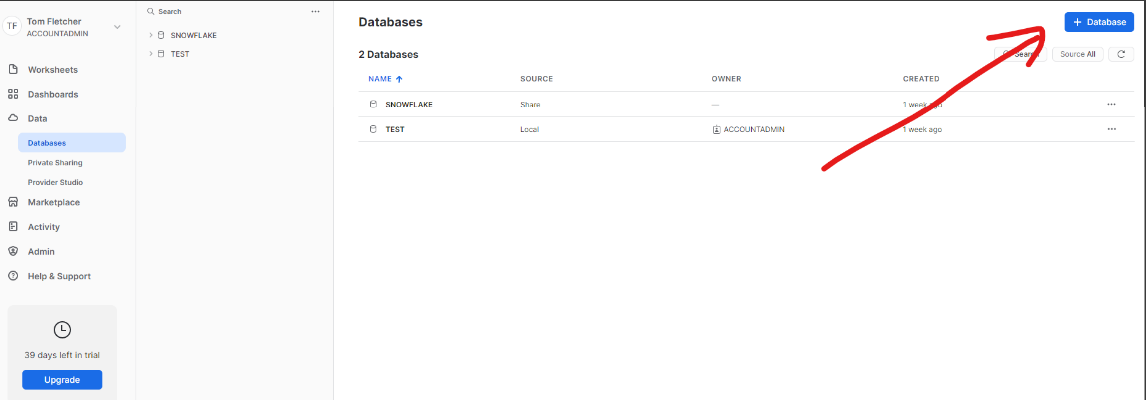 TF
Tom Fletcher
ACCOUNTADMIN
Worksheets
Dashboards
Data
Databases
Private Sharing
Provider Studio
Marketplace
Activity
Admin
Help & Support
39 days left in trial
Upgrade
Search
SNOWFLAKE
TEST
Databases
+ Database
2 Databases
Search
Source All
NAME SOURCE OWNER CREATED
SNOWFLAKE Share — 1 week ago
TEST Local ACCOUNTADMIN 1 week ago